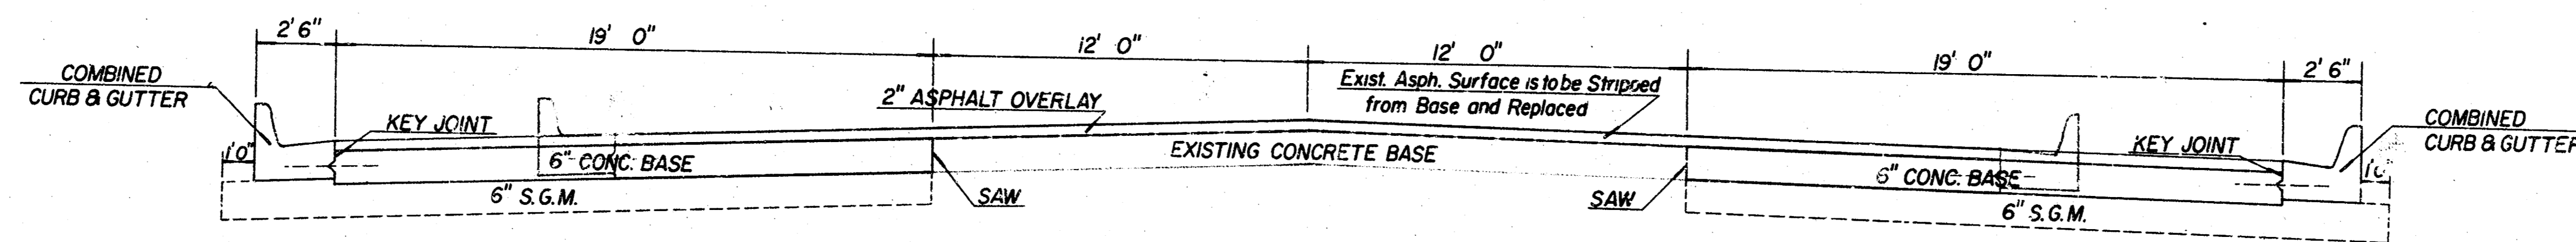 2' 6"
19' 0"
12' 0"
12' 0"
19' 0"
2' 6"
COMBINED
CURB & GUTTER
KEY JOINT
2" ASPHALT OVERLAY
Exist. Asph. Surface is to be Stripped
from Base and Replaced
KEY JOINT
COMBINED
CURB & GUTTER
1'0"
6" CONC. BASE
EXISTING CONCRETE BASE
6" CONC. BASE
6" S.G.M.
SAW
SAW
6" S.G.M.